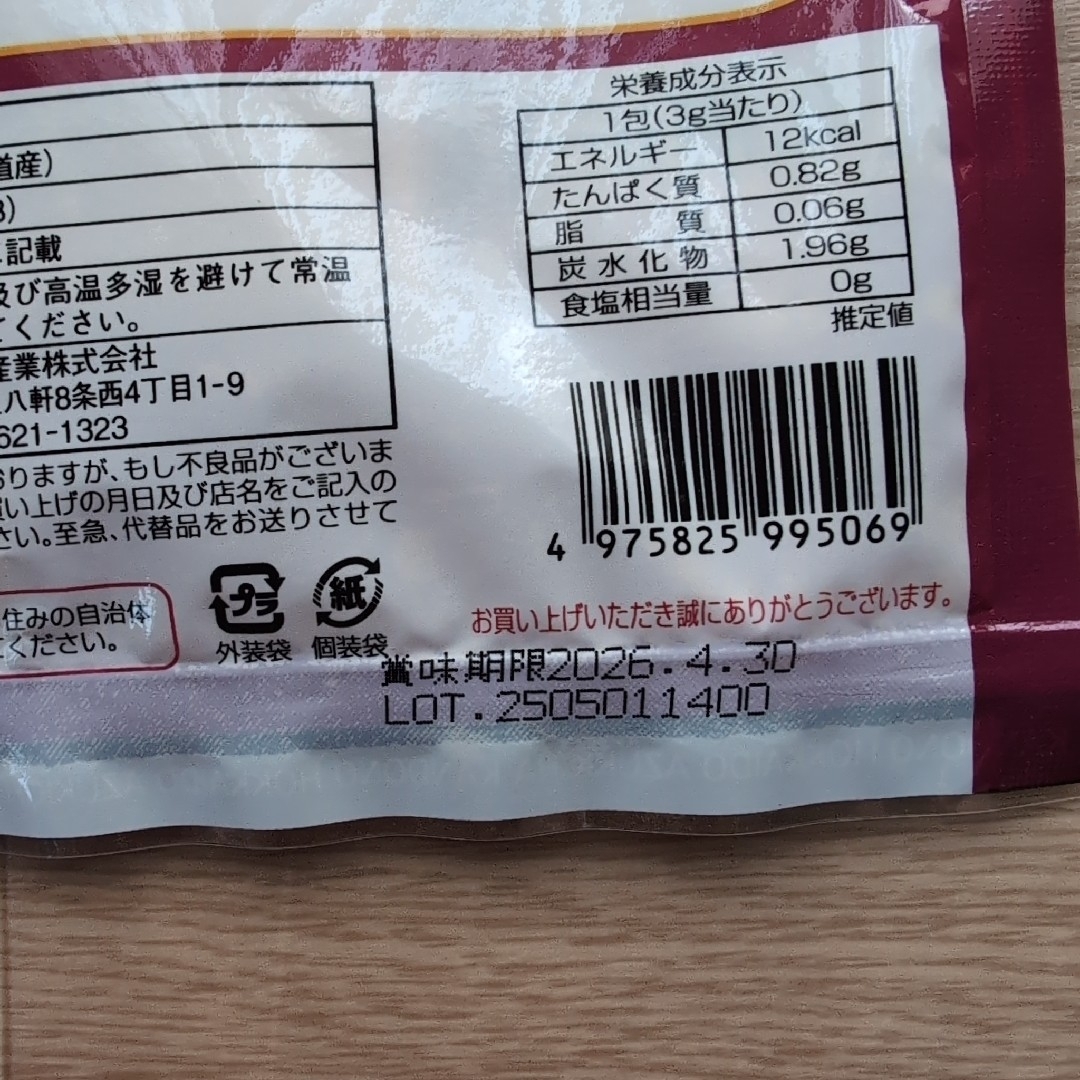 道産)
3)
に記載
及び高温多湿を避けて常温
てください。
産業株式会社
八軒8条西4丁目1-9
621-1323
おりますが、もし不良品がございま
買い上げの月日及び店名をご記入の
さい。至急、代替品をお送りさせて
住みの自治体
ください。
プラ
外装袋
紙
個装袋
栄養成分表示
1包(3g当たり)
エネルギー 12kcal
たんぱく質 0.82g
脂質 0.06g
炭水化物 1.96g
食塩相当量 0g
推定値
4 975825 995069
お買い上げいただき誠にありがとうございます。
賞味期限2026.4.30
LOT.2505011400